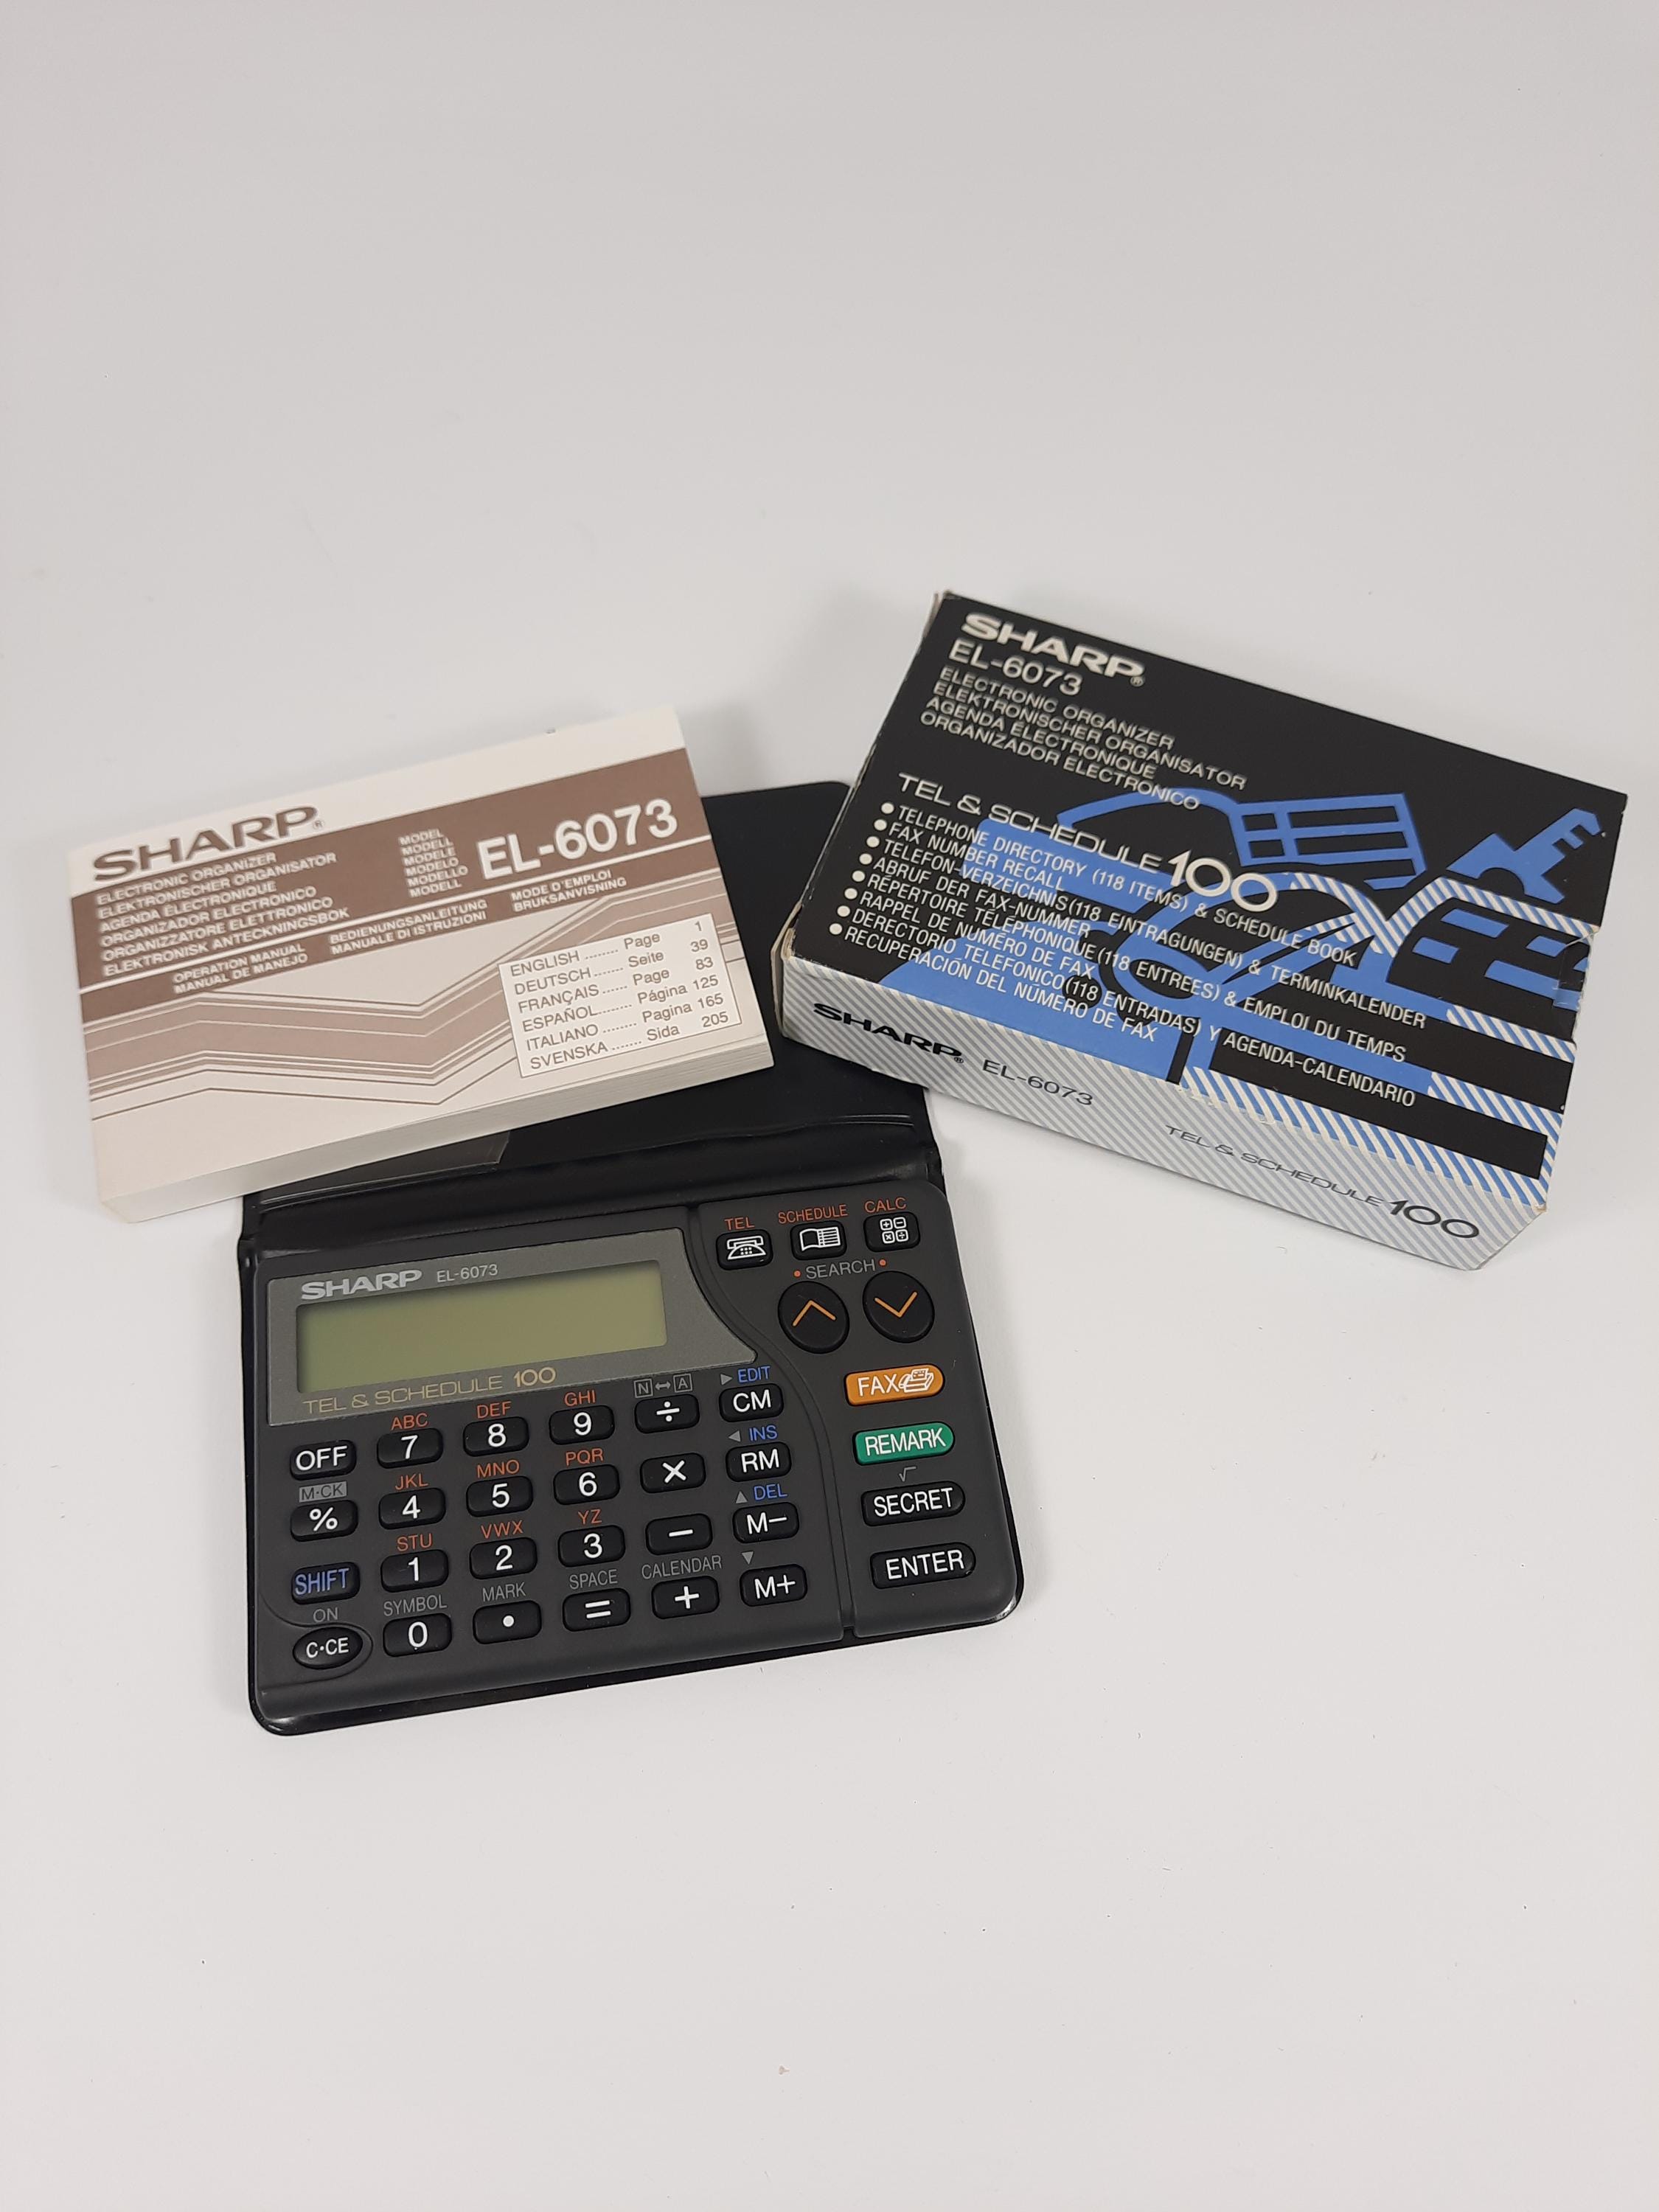 SHARP®
ELECTRONIC ORGANIZER
ELEKTRONISCHER ORGANISATOR
AGENDA ÉLECTRONIQUE
ORGANIZADOR ELECTRONICO
ORGANIZZATORE ELETTRONICO
ELEKTRONISK ANTECKNINGSBOK
MODEL
MODELL
MODELE
MODELO
MODELLO
MODELL
EL-6073
OPERATION MANUAL
MANUAL DE MANEJO
BEDIENUNGSANLEITUNG
MANUALE DI ISTRUZIONI
MODE D'EMPLOI
BRUKSANVISNING
ENGLISH ........ Page 1
DEUTSCH ....... Seite 39
FRANÇAIS ...... Page 83
ESPAÑOL ........ Página 125
ITALIANO ........ Pagina 165
SVENSKA ....... Sida 205
SHARP®
EL-6073
ELECTRONIC ORGANIZER
ELEKTRONISCHER ORGANISATOR
AGENDA ÉLECTRONIQUE
ORGANIZADOR ELECTRÓNICO
TEL & SCHEDULE 100
● TELEPHONE DIRECTORY (118 ITEMS) & SCHEDULE BOOK
● FAX NUMBER RECALL
● TELEFON-VERZEICHNIS (118 EINTRAGUNGEN) & TERMINKALENDER
● ABRUF DER FAX-NUMMER
● RÉPERTOIRE TÉLÉPHONIQUE (118 ENTRÉES) & EMPLOI DU TEMPS
● RAPPEL DE NUMÉRO DE FAX
● DERECTORIO TELEFONICO (118 ENTRADAS) Y AGENDA-CALENDARIO
● RECUPERACIÓN DEL NÚMERO DE FAX
SHARP® EL-6073 TEL & SCHEDULE 100
SHARP EL-6073
TEL & SCHEDULE 100
TEL SCHEDULE CALC
• SEARCH •
FAX
REMARK
√
SECRET
ENTER
ABC DEF GHI N↔A ▶ EDIT
OFF 7 8 9 ÷ CM
M·CK JKL MNO PQR ◀ INS
% 4 5 6 × RM
STU VWX YZ ▲ DEL
SHIFT 1 2 3 − M−
ON SYMBOL MARK SPACE CALENDAR ▼
C·CE 0 • = + M+